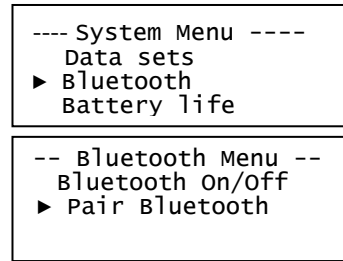 ---- System Menu ----
Data sets
► Bluetooth
Battery life
-- Bluetooth Menu --
Bluetooth On/Off
► Pair Bluetooth